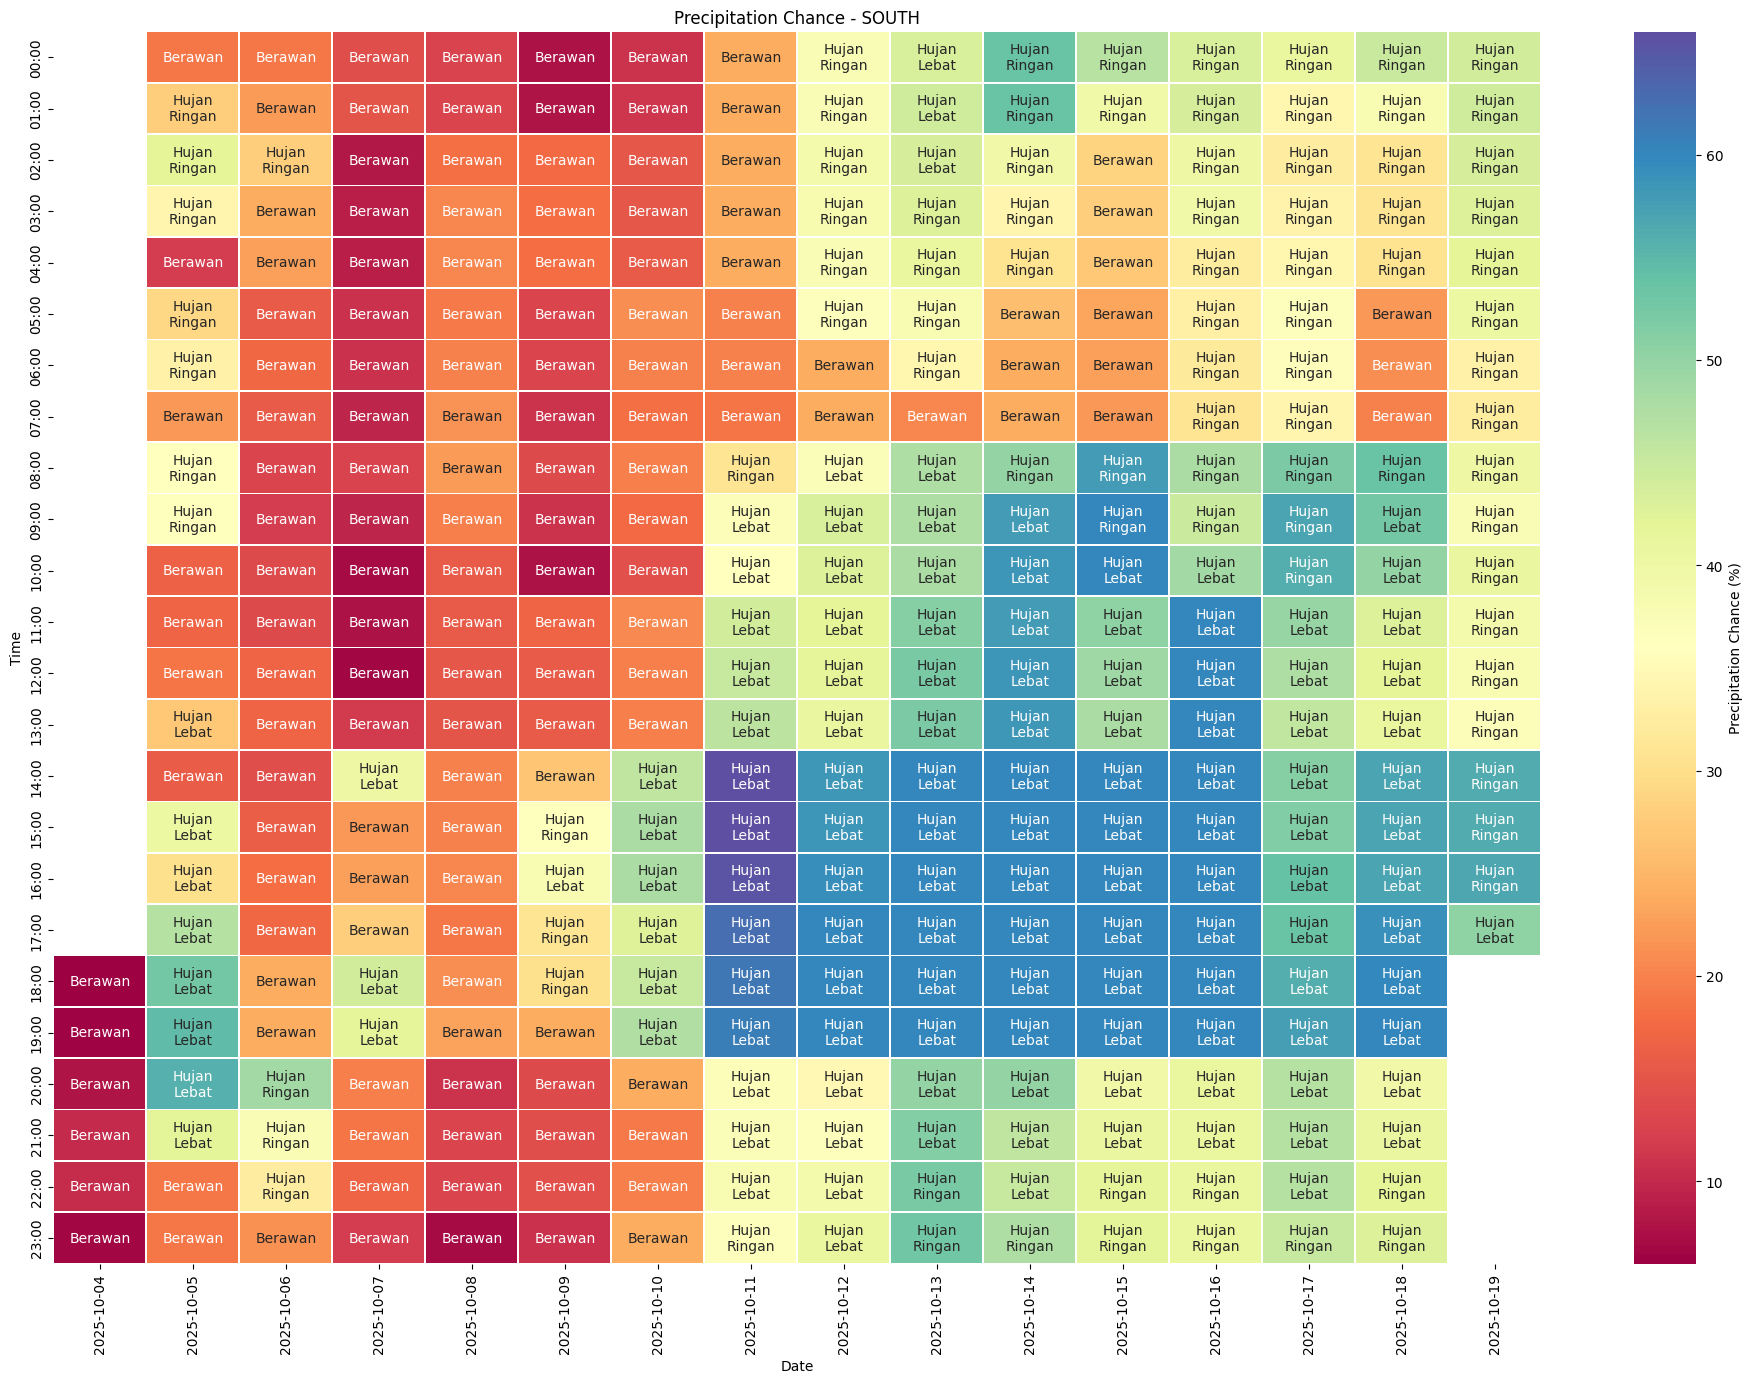 Precipitation Chance - SOUTH
00:00 Berawan Berawan Berawan Berawan Berawan Berawan Berawan Hujan Ringan Hujan Lebat Hujan Ringan Hujan Ringan Hujan Ringan Hujan Ringan Hujan Ringan Hujan Ringan
01:00 Hujan Ringan Berawan Berawan Berawan Berawan Berawan Berawan Hujan Ringan Hujan Lebat Hujan Ringan Hujan Ringan Hujan Ringan Hujan Ringan Hujan Ringan Hujan Ringan
02:00 Hujan Ringan Hujan Ringan Berawan Berawan Berawan Berawan Berawan Hujan Ringan Hujan Lebat Hujan Ringan Berawan Hujan Ringan Hujan Ringan Hujan Ringan Hujan Ringan
03:00 Hujan Ringan Berawan Berawan Berawan Berawan Berawan Berawan Hujan Ringan Hujan Ringan Hujan Ringan Berawan Hujan Ringan Hujan Ringan Hujan Ringan Hujan Ringan
04:00 Berawan Berawan Berawan Berawan Berawan Berawan Berawan Hujan Ringan Hujan Ringan Hujan Ringan Berawan Hujan Ringan Hujan Ringan Hujan Ringan Hujan Ringan
05:00 Hujan Ringan Berawan Berawan Berawan Berawan Berawan Berawan Hujan Ringan Hujan Ringan Berawan Berawan Hujan Ringan Hujan Ringan Berawan Hujan Ringan
06:00 Hujan Ringan Berawan Berawan Berawan Berawan Berawan Berawan Berawan Hujan Ringan Berawan Berawan Hujan Ringan Hujan Ringan Berawan Hujan Ringan
07:00 Berawan Berawan Berawan Berawan Berawan Berawan Berawan Berawan Berawan Berawan Berawan Hujan Ringan Hujan Ringan Berawan Hujan Ringan
08:00 Hujan Ringan Berawan Berawan Berawan Berawan Berawan Hujan Ringan Hujan Lebat Hujan Lebat Hujan Ringan Hujan Ringan Hujan Ringan Hujan Ringan Hujan Ringan Hujan Ringan
09:00 Hujan Ringan Berawan Berawan Berawan Berawan Berawan Hujan Lebat Hujan Lebat Hujan Lebat Hujan Lebat Hujan Ringan Hujan Ringan Hujan Ringan Hujan Lebat Hujan Ringan
10:00 Berawan Berawan Berawan Berawan Berawan Berawan Hujan Lebat Hujan Lebat Hujan Lebat Hujan Lebat Hujan Lebat Hujan Lebat Hujan Ringan Hujan Lebat Hujan Ringan
11:00 Berawan Berawan Berawan Berawan Berawan Berawan Hujan Lebat Hujan Lebat Hujan Lebat Hujan Lebat Hujan Lebat Hujan Lebat Hujan Lebat Hujan Lebat Hujan Ringan
12:00 Berawan Berawan Berawan Berawan Berawan Berawan Hujan Lebat Hujan Lebat Hujan Lebat Hujan Lebat Hujan Lebat Hujan Lebat Hujan Lebat Hujan Lebat Hujan Ringan
13:00 Hujan Lebat Berawan Berawan Berawan Berawan Berawan Hujan Lebat Hujan Lebat Hujan Lebat Hujan Lebat Hujan Lebat Hujan Lebat Hujan Lebat Hujan Lebat Hujan Ringan
14:00 Berawan Berawan Hujan Lebat Berawan Berawan Hujan Lebat Hujan Lebat Hujan Lebat Hujan Lebat Hujan Lebat Hujan Lebat Hujan Lebat Hujan Lebat Hujan Lebat Hujan Ringan
15:00 Hujan Lebat Berawan Berawan Berawan Hujan Ringan Hujan Lebat Hujan Lebat Hujan Lebat Hujan Lebat Hujan Lebat Hujan Lebat Hujan Lebat Hujan Lebat Hujan Lebat Hujan Ringan
16:00 Hujan Lebat Berawan Berawan Berawan Hujan Lebat Hujan Lebat Hujan Lebat Hujan Lebat Hujan Lebat Hujan Lebat Hujan Lebat Hujan Lebat Hujan Lebat Hujan Lebat Hujan Ringan
17:00 Hujan Lebat Berawan Berawan Berawan Hujan Ringan Hujan Lebat Hujan Lebat Hujan Lebat Hujan Lebat Hujan Lebat Hujan Lebat Hujan Lebat Hujan Lebat Hujan Lebat Hujan Lebat
18:00 Berawan Hujan Lebat Berawan Hujan Lebat Berawan Hujan Ringan Hujan Lebat Hujan Lebat Hujan Lebat Hujan Lebat Hujan Lebat Hujan Lebat Hujan Lebat Hujan Lebat Hujan Lebat
19:00 Berawan Hujan Lebat Berawan Hujan Lebat Berawan Berawan Hujan Lebat Hujan Lebat Hujan Lebat Hujan Lebat Hujan Lebat Hujan Lebat Hujan Lebat Hujan Lebat Hujan Lebat
20:00 Berawan Hujan Lebat Hujan Ringan Berawan Berawan Berawan Berawan Hujan Lebat Hujan Lebat Hujan Lebat Hujan Lebat Hujan Lebat Hujan Lebat Hujan Lebat Hujan Lebat
21:00 Berawan Hujan Lebat Hujan Ringan Berawan Berawan Berawan Berawan Hujan Lebat Hujan Lebat Hujan Lebat Hujan Lebat Hujan Lebat Hujan Lebat Hujan Lebat Hujan Lebat
22:00 Berawan Berawan Hujan Ringan Berawan Berawan Berawan Berawan Hujan Lebat Hujan Lebat Hujan Ringan Hujan Lebat Hujan Ringan Hujan Ringan Hujan Lebat Hujan Ringan
23:00 Berawan Berawan Berawan Berawan Berawan Berawan Berawan Hujan Ringan Hujan Lebat Hujan Ringan Hujan Ringan Hujan Ringan Hujan Ringan Hujan Ringan Hujan Ringan
Time
2025-10-04 2025-10-05 2025-10-06 2025-10-07 2025-10-08 2025-10-09 2025-10-10 2025-10-11 2025-10-12 2025-10-13 2025-10-14 2025-10-15 2025-10-16 2025-10-17 2025-10-18 2025-10-19
Date
60
50
40
30
20
10
Precipitation Chance (%)